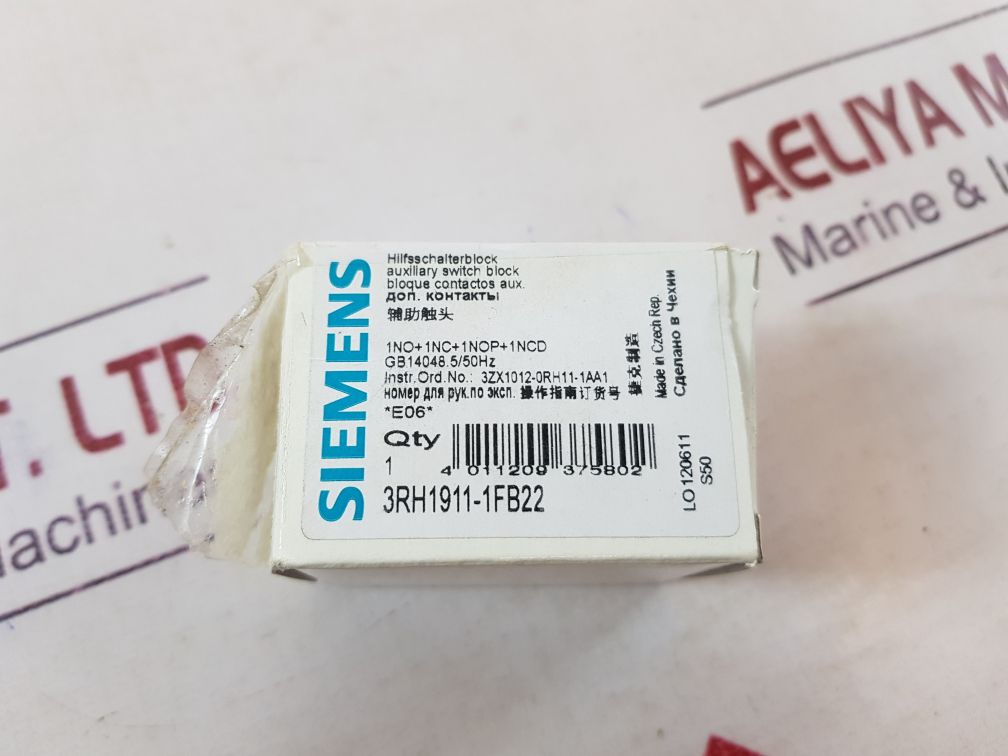 SIEMENS
Hilfsschalterblock
auxiliary switch block
bloque contactos aux.
доп. контакты
辅助触头
1NO+1NC+1NOP+1NCD
GB14048.5/50Hz
Instr.Ord.No.: 3ZX1012-0RH11-1AA1
номер для рук.по эксп. 操作指南订货号
*E06*
Qty
1
4 011209 375802
3RH1911-1FB22
捷克制造
Made in Czech Rep.
Сделано в Чехии
LO120611
S50
AELIYA M
Marine & In
T. LTD
Machin